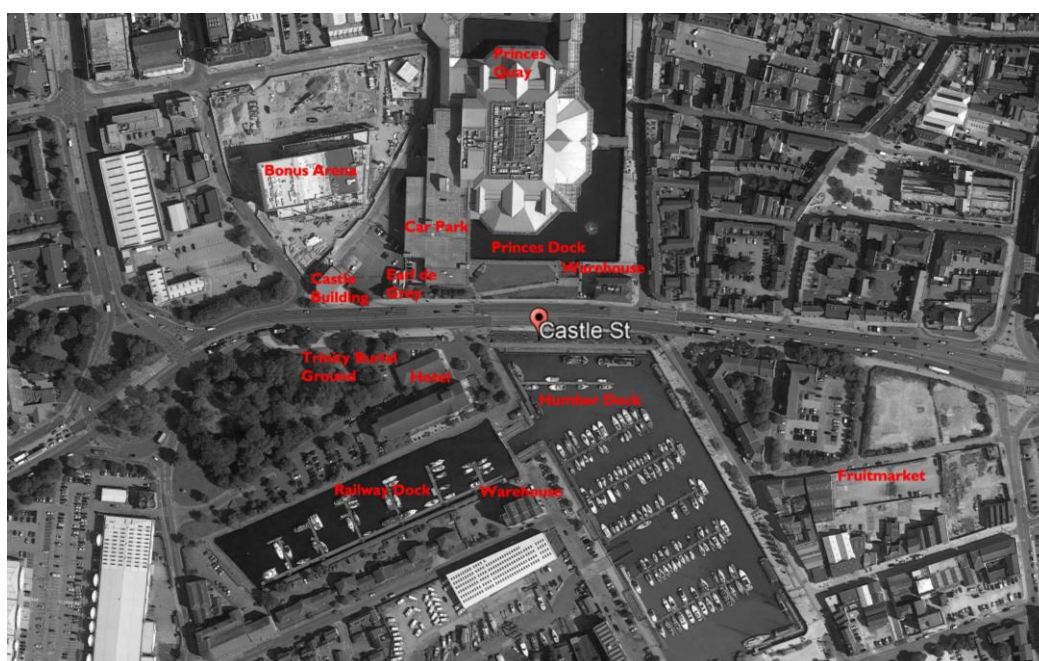 Princes
Quay
Bonus Arena
Car Park
Princes Dock
Warehouse
Castle
Building
Earl de
Grey
Castle St
Trinity Burial
Ground
Hotel
Humber Dock
Railway Dock
Warehouse
Fruitmarket